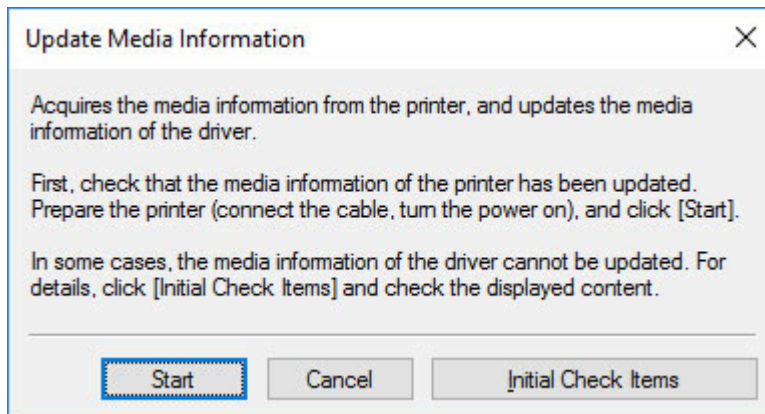 Update Media Information
Acquires the media information from the printer, and updates the media
information of the driver.
First, check that the media information of the printer has been updated.
Prepare the printer (connect the cable, turn the power on), and click [Start].
In some cases, the media information of the driver cannot be updated. For
details, click [Initial Check Items] and check the displayed content.
Start Cancel Initial Check Items